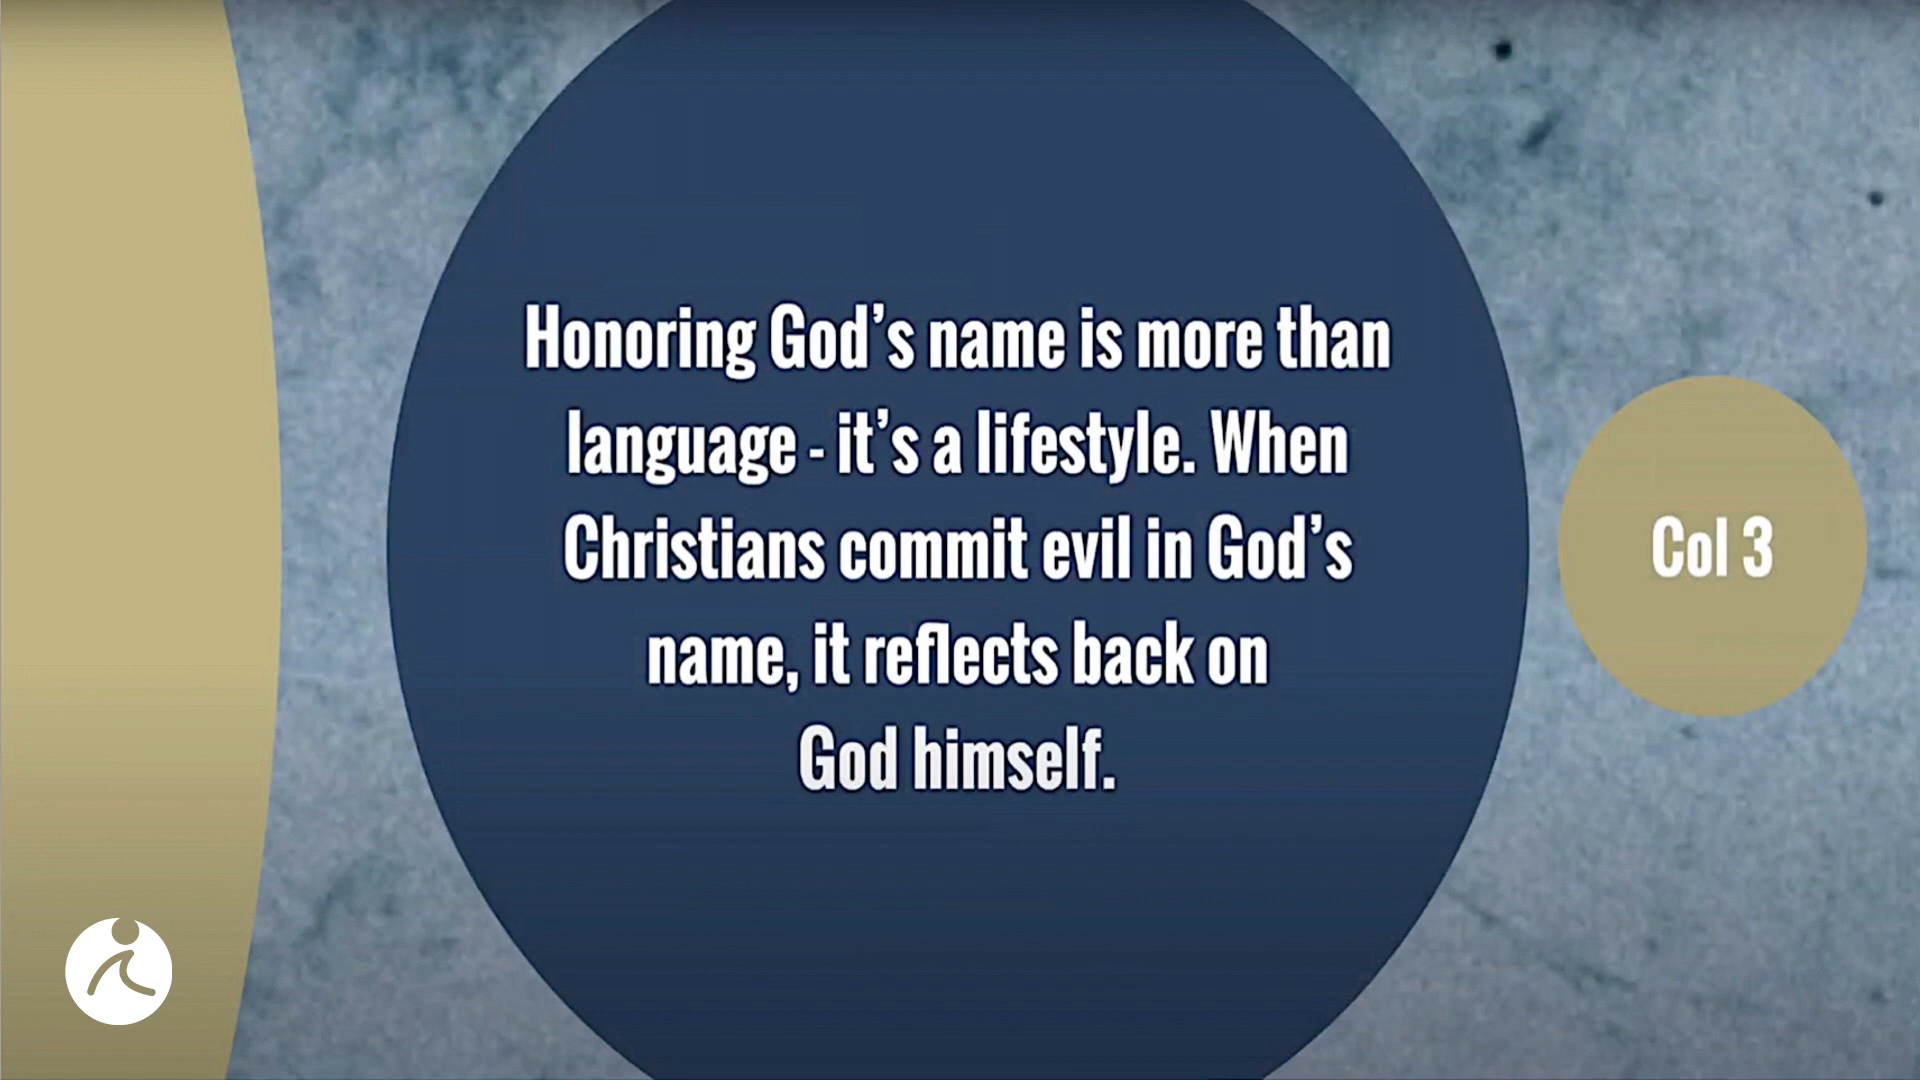 Honoring God’s name is more than
language - it’s a lifestyle. When
Christians commit evil in God’s
name, it reflects back on
God himself.
Col 3